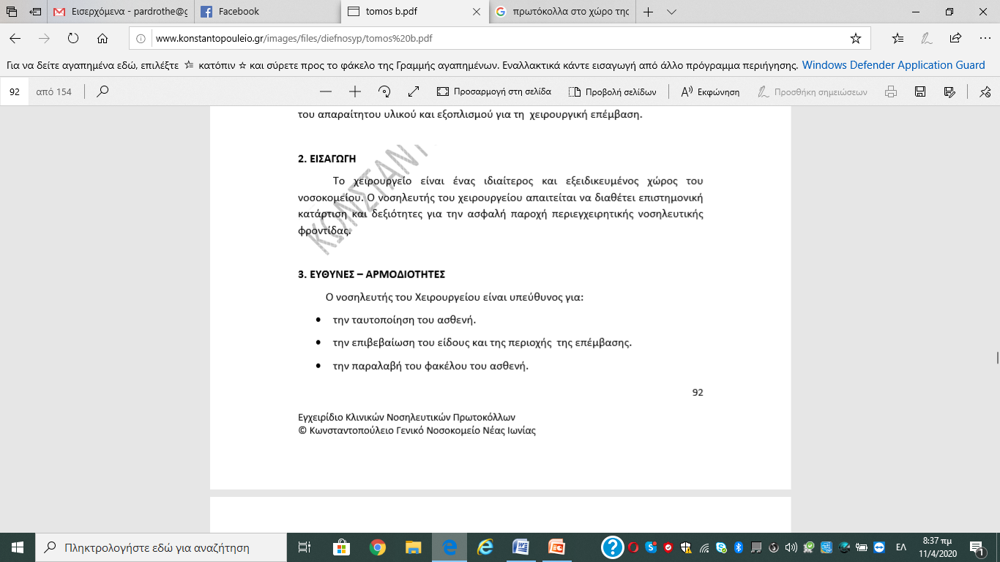 Εισερχόμενα - pardrothe@g
Facebook
tomos b.pdf
πρωτόκολλα στο χώρο της
www.konstantopouleio.gr/images/files/diefnosyp/tomos%20b.pdf
Για να δείτε αγαπημένα εδώ, επιλέξτε κατόπιν ☆ και σύρετε προς το φάκελο της Γραμμής αγαπημένων. Εναλλακτικά κάντε εισαγωγή από άλλο πρόγραμμα περιήγησης. Windows Defender Application Guard
92 από 154 Προσαρμογή στη σελίδα Προβολή σελίδων Εκφώνηση Προσθήκη σημειώσεων
του απαραίτητου υλικού και εξοπλισμού για τη χειρουργική επέμβαση.
2. ΕΙΣΑΓΩΓΗ
Το χειρουργείο είναι ένας ιδιαίτερος και εξειδικευμένος χώρος του
νοσοκομείου. Ο νοσηλευτής του χειρουργείου απαιτείται να διαθέτει επιστημονική
κατάρτιση και δεξιότητες για την ασφαλή παροχή περιεγχειρητικής νοσηλευτικής
φροντίδας.
ΚΩΝΣΤΑΝΤ
3. ΕΥΘΥΝΕΣ – ΑΡΜΟΔΙΟΤΗΤΕΣ
Ο νοσηλευτής του Χειρουργείου είναι υπεύθυνος για:
• την ταυτοποίηση του ασθενή.
• την επιβεβαίωση του είδους και της περιοχής της επέμβασης.
• την παραλαβή του φακέλου του ασθενή.
92
Εγχειρίδιο Κλινικών Νοσηλευτικών Πρωτοκόλλων
© Κωνσταντοπούλειο Γενικό Νοσοκομείο Νέας Ιωνίας
Πληκτρολογήστε εδώ για αναζήτηση
ΕΛ
8:37 πμ
11/4/2020